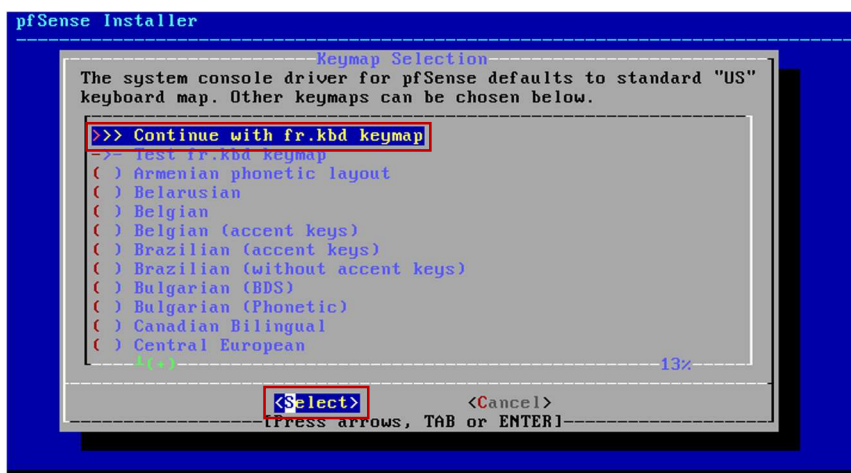 pfSense Installer
Keymap Selection
The system console driver for pfSense defaults to standard "US"
keyboard map. Other keymaps can be chosen below.
>>> Continue with fr.kbd keymap
->- Test fr.kbd keymap
( ) Armenian phonetic layout
( ) Belarusian
( ) Belgian
( ) Belgian (accent keys)
( ) Brazilian (accent keys)
( ) Brazilian (without accent keys)
( ) Bulgarian (BDS)
( ) Bulgarian (Phonetic)
( ) Canadian Bilingual
( ) Central European
┴(+) 13%
<Select> <Cancel>
[Press arrows, TAB or ENTER]